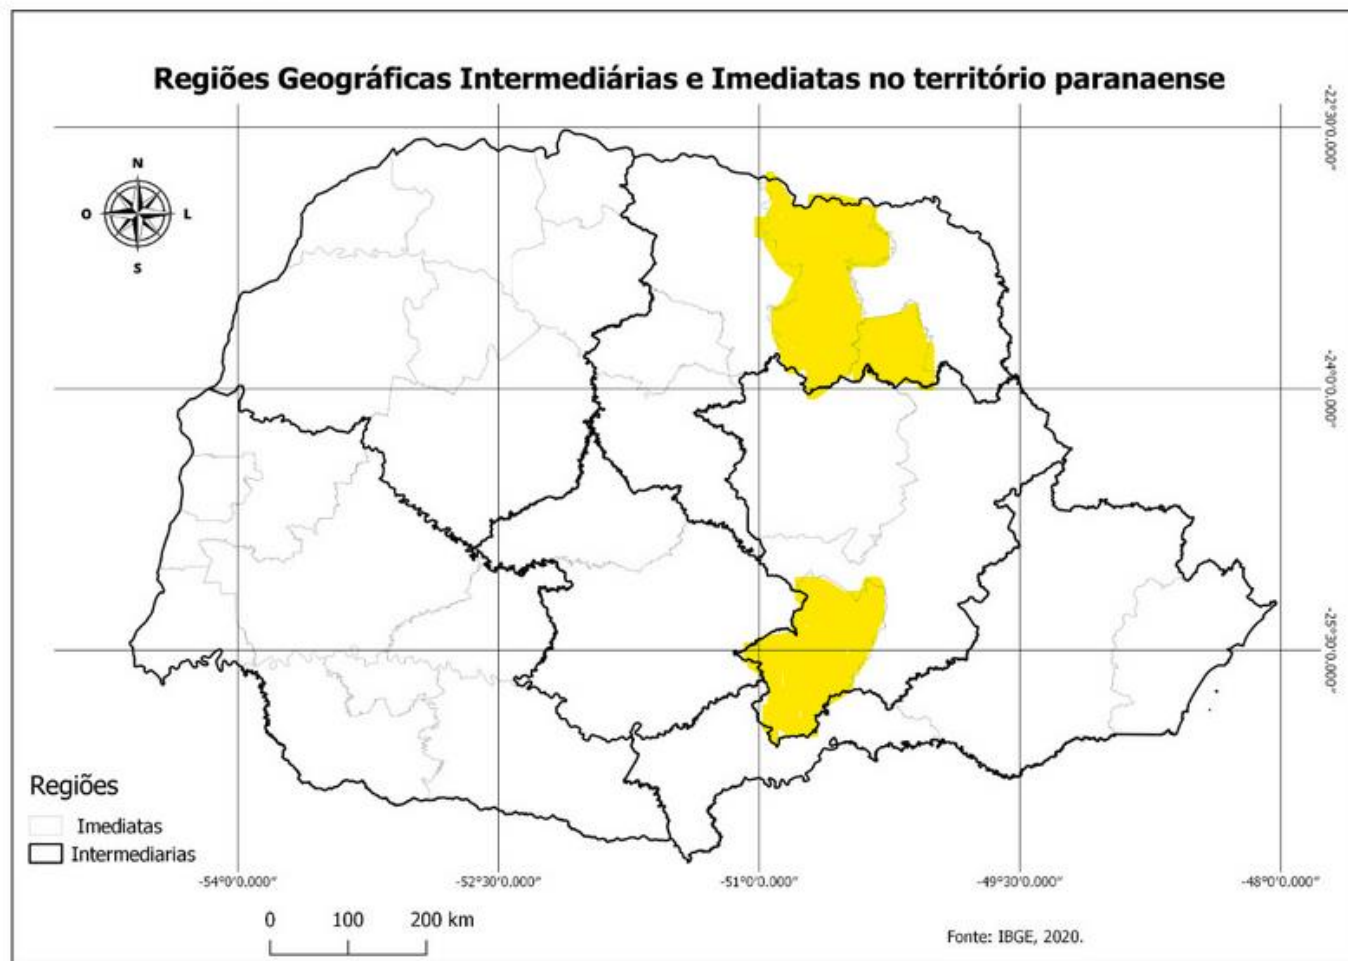 Regiões Geográficas Intermediárias e Imediatas no território paranaense
-22°30'0.000"
N
O
L
S
-24°0'0.000"
-25°30'0.000"
Regiões
Imediatas
Intermediarias
-54°0'0.000"
-52°30'0.000"
-51°0'0.000"
-49°30'0.000"
-48°0'0.000"
0 100 200 km
Fonte: IBGE, 2020.